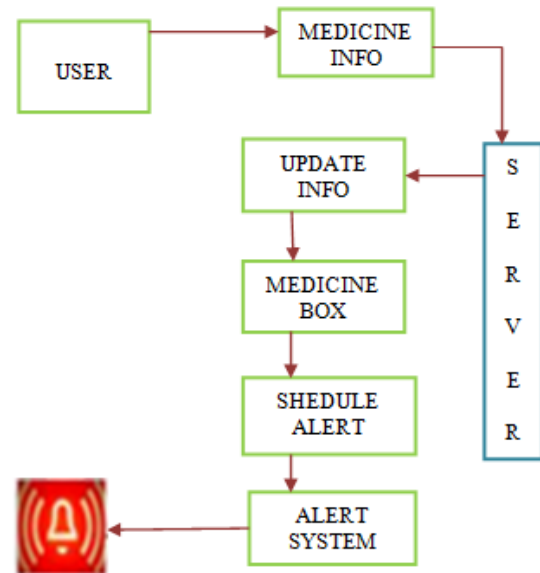 USER
MEDICINE
INFO
UPDATE
INFO
MEDICINE
BOX
SHEDULE
ALERT
ALERT
SYSTEM
S
E
R
V
E
R